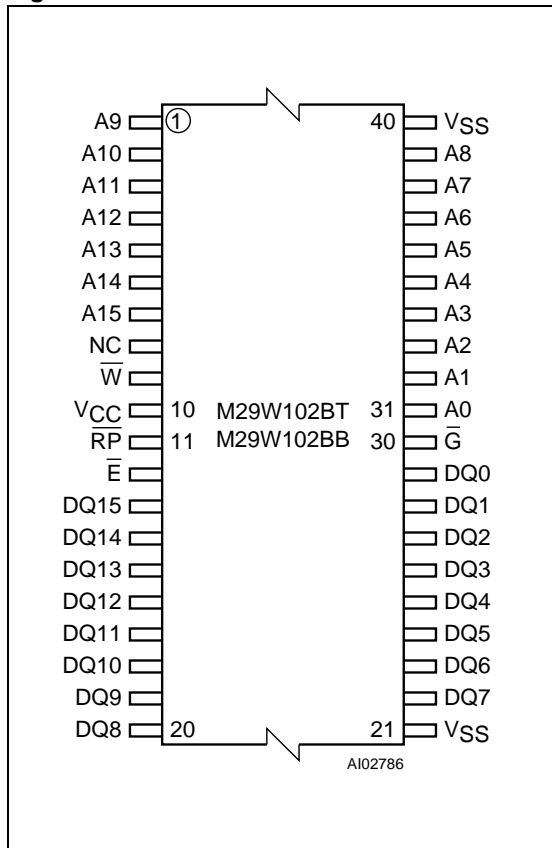 A9 ① 40 VSS
A10 A8
A11 A7
A12 A6
A13 A5
A14 A4
A15 A3
NC A2
W̅ A1
VCC 10 M29W102BT 31 A0
R̅P̅ 11 M29W102BB 30 G̅
E̅ DQ0
DQ15 DQ1
DQ14 DQ2
DQ13 DQ3
DQ12 DQ4
DQ11 DQ5
DQ10 DQ6
DQ9 DQ7
DQ8 20 21 VSS
AI02786